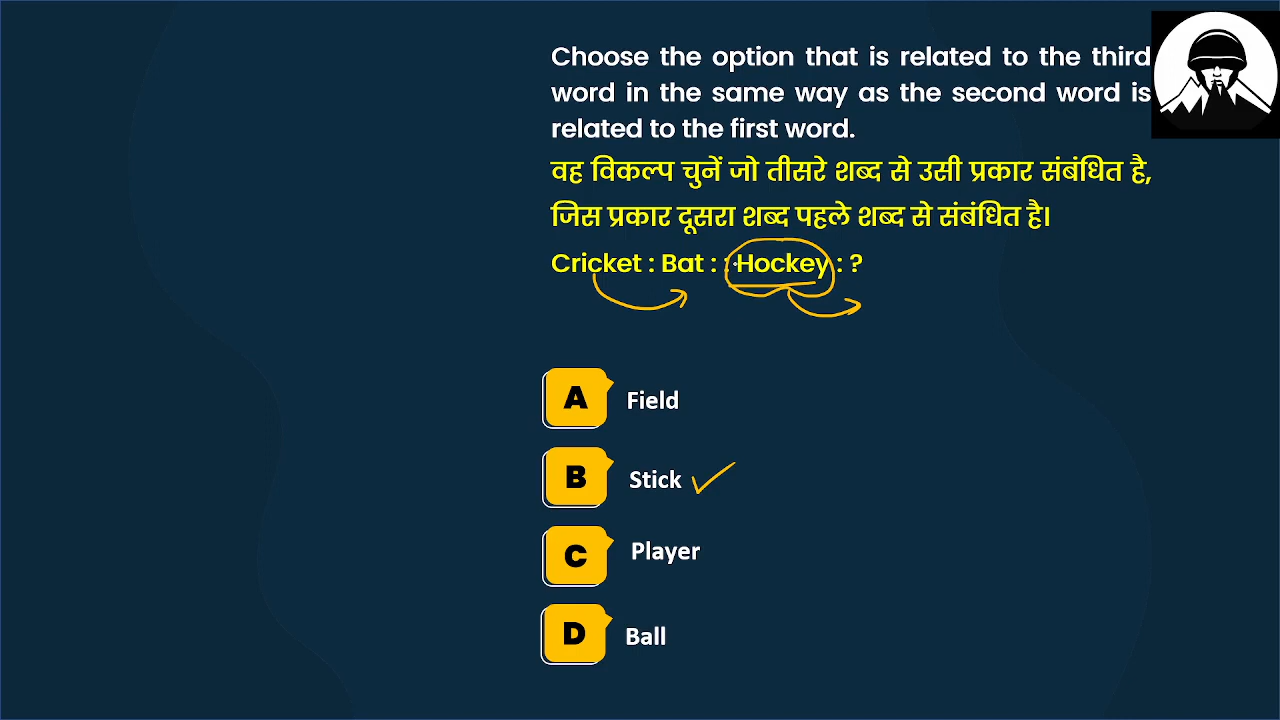 Choose the option that is related to the third
word in the same way as the second word is
related to the first word.
वह विकल्प चुनें जो तीसरे शब्द से उसी प्रकार संबंधित है,
जिस प्रकार दूसरा शब्द पहले शब्द से संबंधित है।
Cricket : Bat : : Hockey : ?
A Field
B Stick
C Player
D Ball